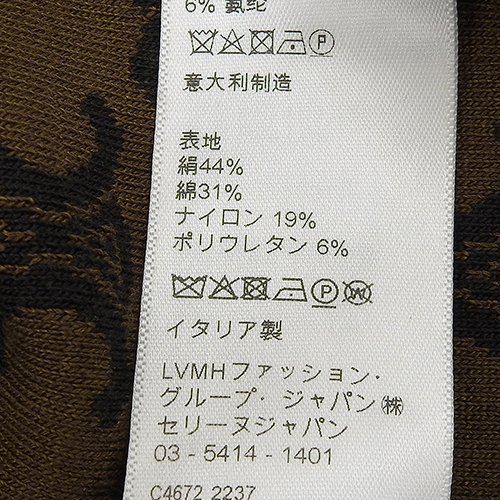 6% 氨纶
P
意大利制造
表地
絹44%
綿31%
ナイロン 19%
ポリウレタン 6%
P W
イタリア製
LVMHファッション・
グループ・ジャパン㈱
セリーヌジャパン
03 - 5414 - 1401
C4672 2237